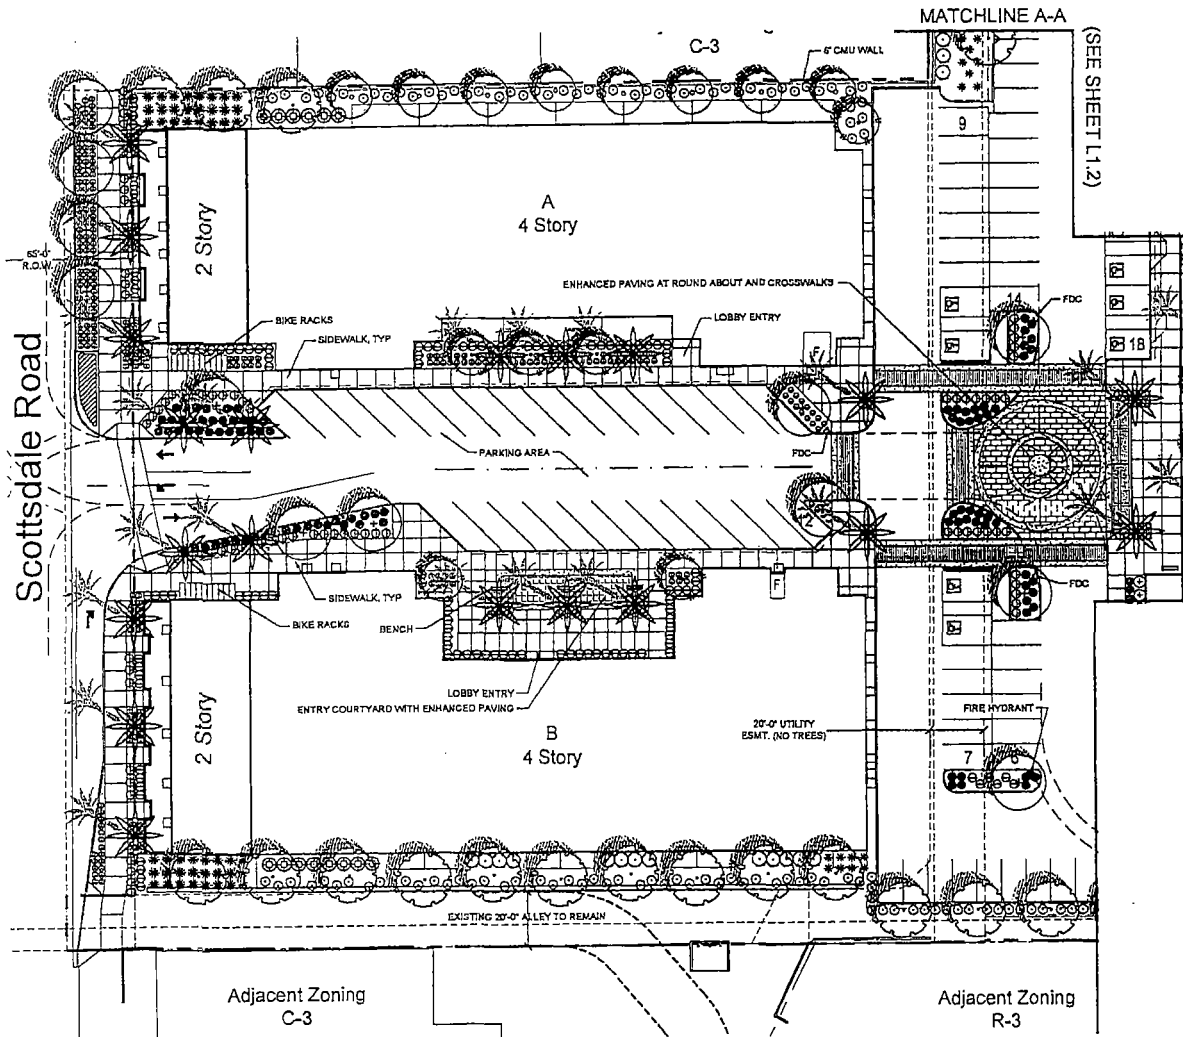 MATCHLINE A-A
(SEE SHEET L1.2)
C-3
6' CMU WALL
9
A
4 Story
2 Story
R.O.W.
ENHANCED PAVING AT ROUND ABOUT AND CROSSWALKS
14
FDC
BIKE RACKS
SIDEWALK, TYP
LOBBY ENTRY
F
18
Scottsdale Road
PARKING AREA
FDC
12
SIDEWALK, TYP
BIKE RACKS
BENCH
F
FDC
LOBBY ENTRY
ENTRY COURTYARD WITH ENHANCED PAVING
2 Story
B
4 Story
20'-0" UTILITY
ESMT. (NO TREES)
FIRE HYDRANT
7
6
EXISTING 20'-0" ALLEY TO REMAIN
Adjacent Zoning
C-3
Adjacent Zoning
R-3